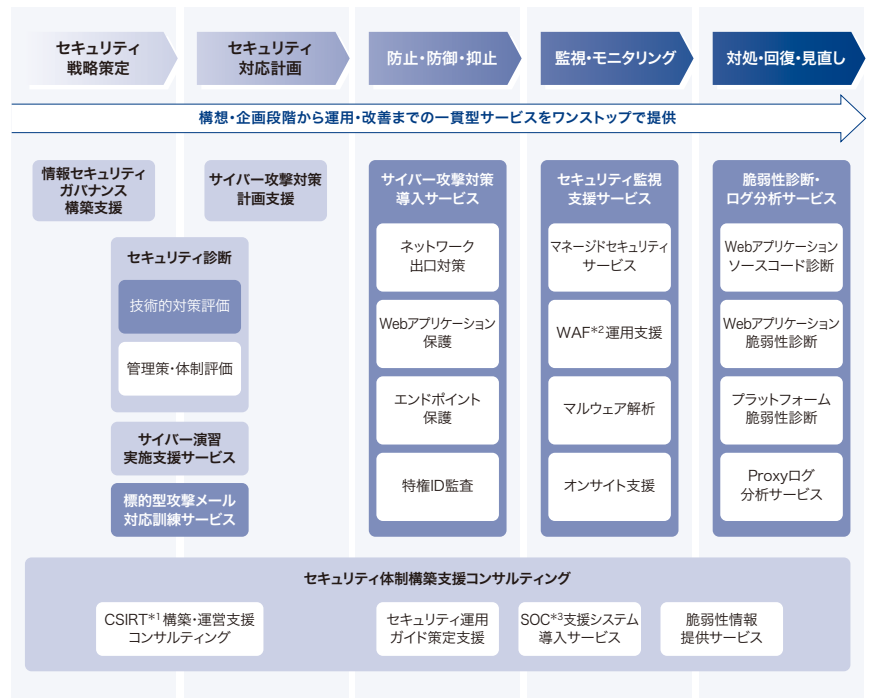 セキュリティ
戦略策定
セキュリティ
対応計画
防止・防御・抑止
監視・モニタリング
対処・回復・見直し
構想・企画段階から運用・改善までの一貫型サービスをワンストップで提供
情報セキュリティ
ガバナンス
構築支援
サイバー攻撃対策
計画支援
セキュリティ診断
技術的対策評価
管理策・体制評価
サイバー演習
実施支援サービス
標的型攻撃メール
対応訓練サービス
サイバー攻撃対策
導入サービス
ネットワーク
出口対策
Webアプリケーション
保護
エンドポイント
保護
特権ID監査
セキュリティ監視
支援サービス
マネージドセキュリティ
サービス
WAF*2運用支援
マルウェア解析
オンサイト支援
脆弱性診断・
ログ分析サービス
Webアプリケーション
ソースコード診断
Webアプリケーション
脆弱性診断
プラットフォーム
脆弱性診断
Proxyログ
分析サービス
セキュリティ体制構築支援コンサルティング
CSIRT*1構築・運営支援
コンサルティング
セキュリティ運用
ガイド策定支援
SOC*3支援システム
導入サービス
脆弱性情報
提供サービス